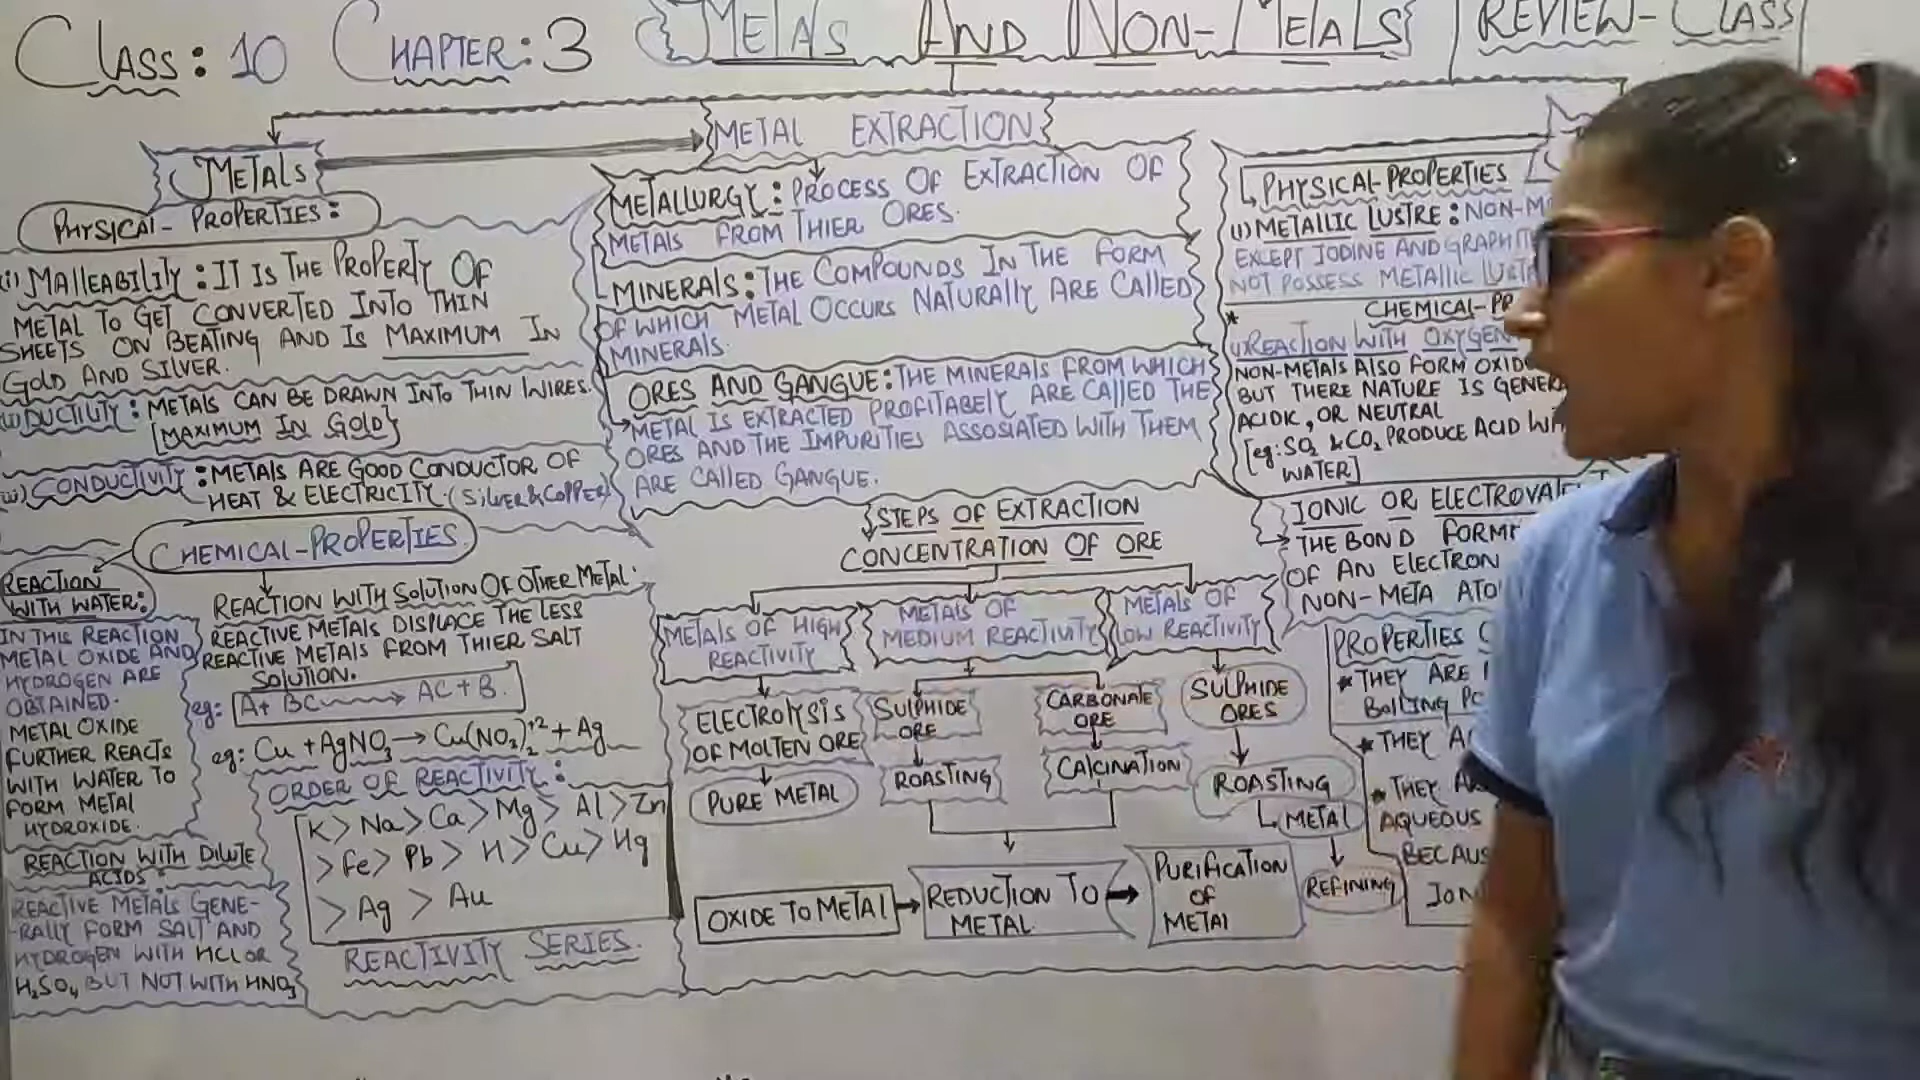 CLASS: 10 CHAPTER: 3 METALS AND NON-METALS REVIEW-CLASS
METALS
PHYSICAL-PROPERTIES:
(i) MALLEABILITY: IT IS THE PROPERTY OF
METAL TO GET CONVERTED INTO THIN
SHEETS ON BEATING AND IS MAXIMUM IN
GOLD AND SILVER.
(ii) DUCTILITY: METALS CAN BE DRAWN INTO THIN WIRES.
[MAXIMUM IN GOLD}
(iii) CONDUCTIVITY: METALS ARE GOOD CONDUCTOR OF
HEAT & ELECTRICITY. (SILVER & COPPER)
CHEMICAL-PROPERTIES
REACTION
WITH WATER:
IN THIS REACTION
METAL OXIDE AND
HYDROGEN ARE
OBTAINED.
METAL OXIDE
FURTHER REACTS
WITH WATER TO
FORM METAL
HYDROXIDE.
REACTION WITH DILUTE
ACIDS:
REACTIVE METALS GENE-
RALLY FORM SALT AND
HYDROGEN WITH HCL OR
H₂SO₄ BUT NOT WITH HNO₃
REACTION WITH SOLUTION OF OTHER METAL:
REACTIVE METALS DISPLACE THE LESS
REACTIVE METALS FROM THIER SALT
SOLUTION.
eg: A+ BC → AC + B.
eg: Cu + AgNO₃ → Cu(NO₃)₂⁺² + Ag
ORDER OF REACTIVITY:
K > Na > Ca > Mg > Al > Zn
> Fe > Pb > H > Cu > Hg
> Ag > Au
REACTIVITY SERIES.
METAL EXTRACTION
METALLURGY: PROCESS OF EXTRACTION OF
METALS FROM THIER ORES.
MINERALS: THE COMPOUNDS IN THE FORM
OF WHICH METAL OCCURS NATURALLY ARE CALLED
MINERALS.
ORES AND GANGUE: THE MINERALS FROM WHICH
METAL IS EXTRACTED PROFITABELY ARE CALLED THE
ORES AND THE IMPURITIES ASSOSIATED WITH THEM
ARE CALLED GANGUE.
STEPS OF EXTRACTION
CONCENTRATION OF ORE
METALS OF HIGH
REACTIVITY
METALS OF
MEDIUM REACTIVITY
METALS OF
LOW REACTIVITY
ELECTROLYSIS
OF MOLTEN ORE
PURE METAL
SULPHIDE
ORE
ROASTING
CARBONATE
ORE
CALCINATION
SULPHIDE
ORES
ROASTING
METAL
REFINING
OXIDE TO METAL → REDUCTION TO
METAL → PURIFICATION
OF
METAL
PHYSICAL-PROPERTIES
(i) METALLIC LUSTRE: NON-M
EXCEPT IODINE AND GRAPHIT
NOT POSSESS METALLIC LUST
CHEMICAL-PR
(i) REACTION WITH OXYGEN
NON-METALS ALSO FORM OXID
BUT THERE NATURE IS GENER
ACIDIC, OR NEUTRAL
[eg: SO₂ & CO₂ PRODUCE ACID WIT
WATER]
IONIC OR ELECTROVALE
THE BOND FORM
OF AN ELECTRON
NON-META ATO
PROPERTIES
* THEY ARE
BOILING PO
* THEY A
* THEY A
AQUEOUS
BECAUS
ION